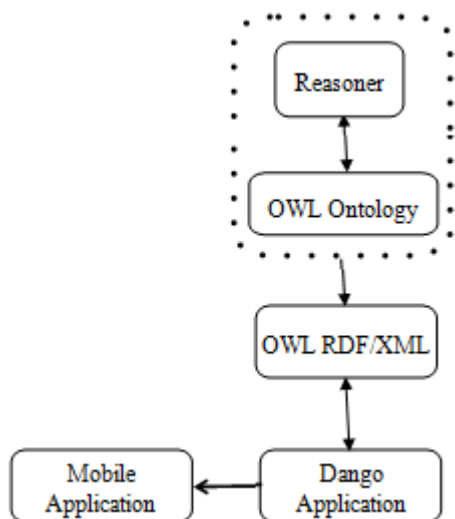 Reasoner
OWL Ontology
OWL RDF/XML
Mobile
Application
Dango
Application